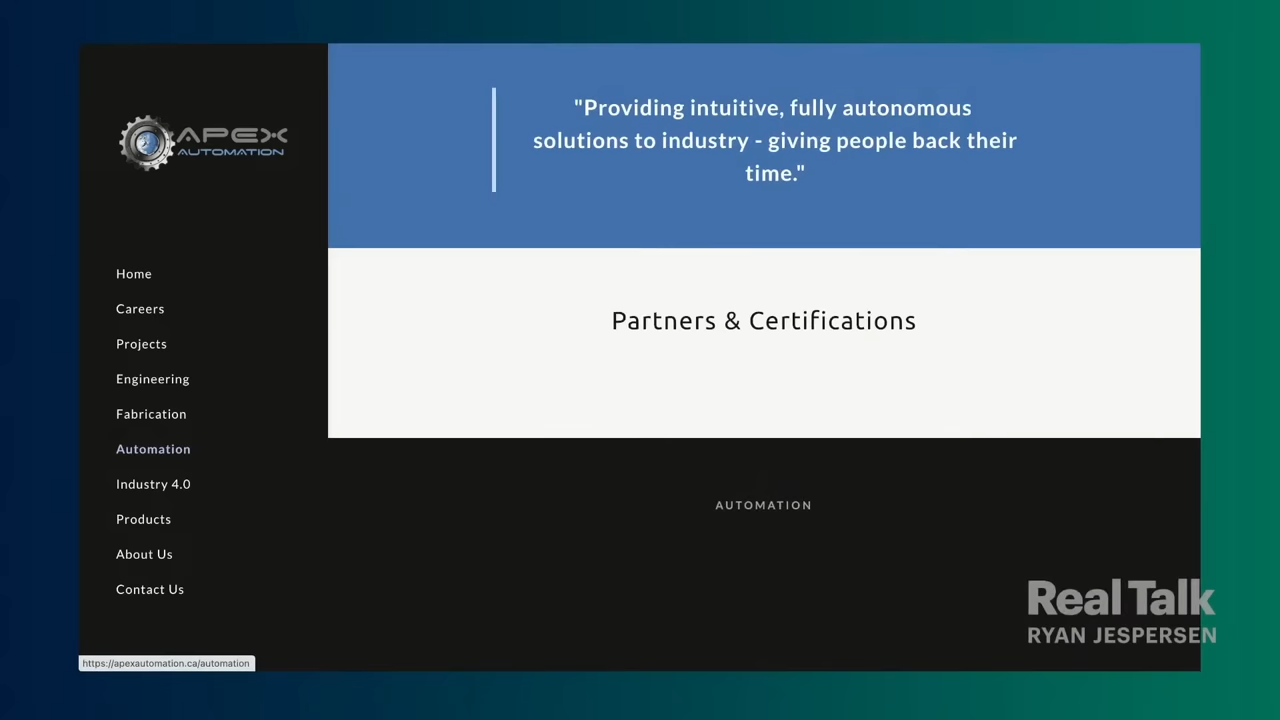 APEX
AUTOMATION
Home
Careers
Projects
Engineering
Fabrication
Automation
Industry 4.0
Products
About Us
Contact Us
https://apexautomation.ca/automation
"Providing intuitive, fully autonomous
solutions to industry - giving people back their
time."
Partners & Certifications
AUTOMATION
Real Talk
RYAN JESPERSEN